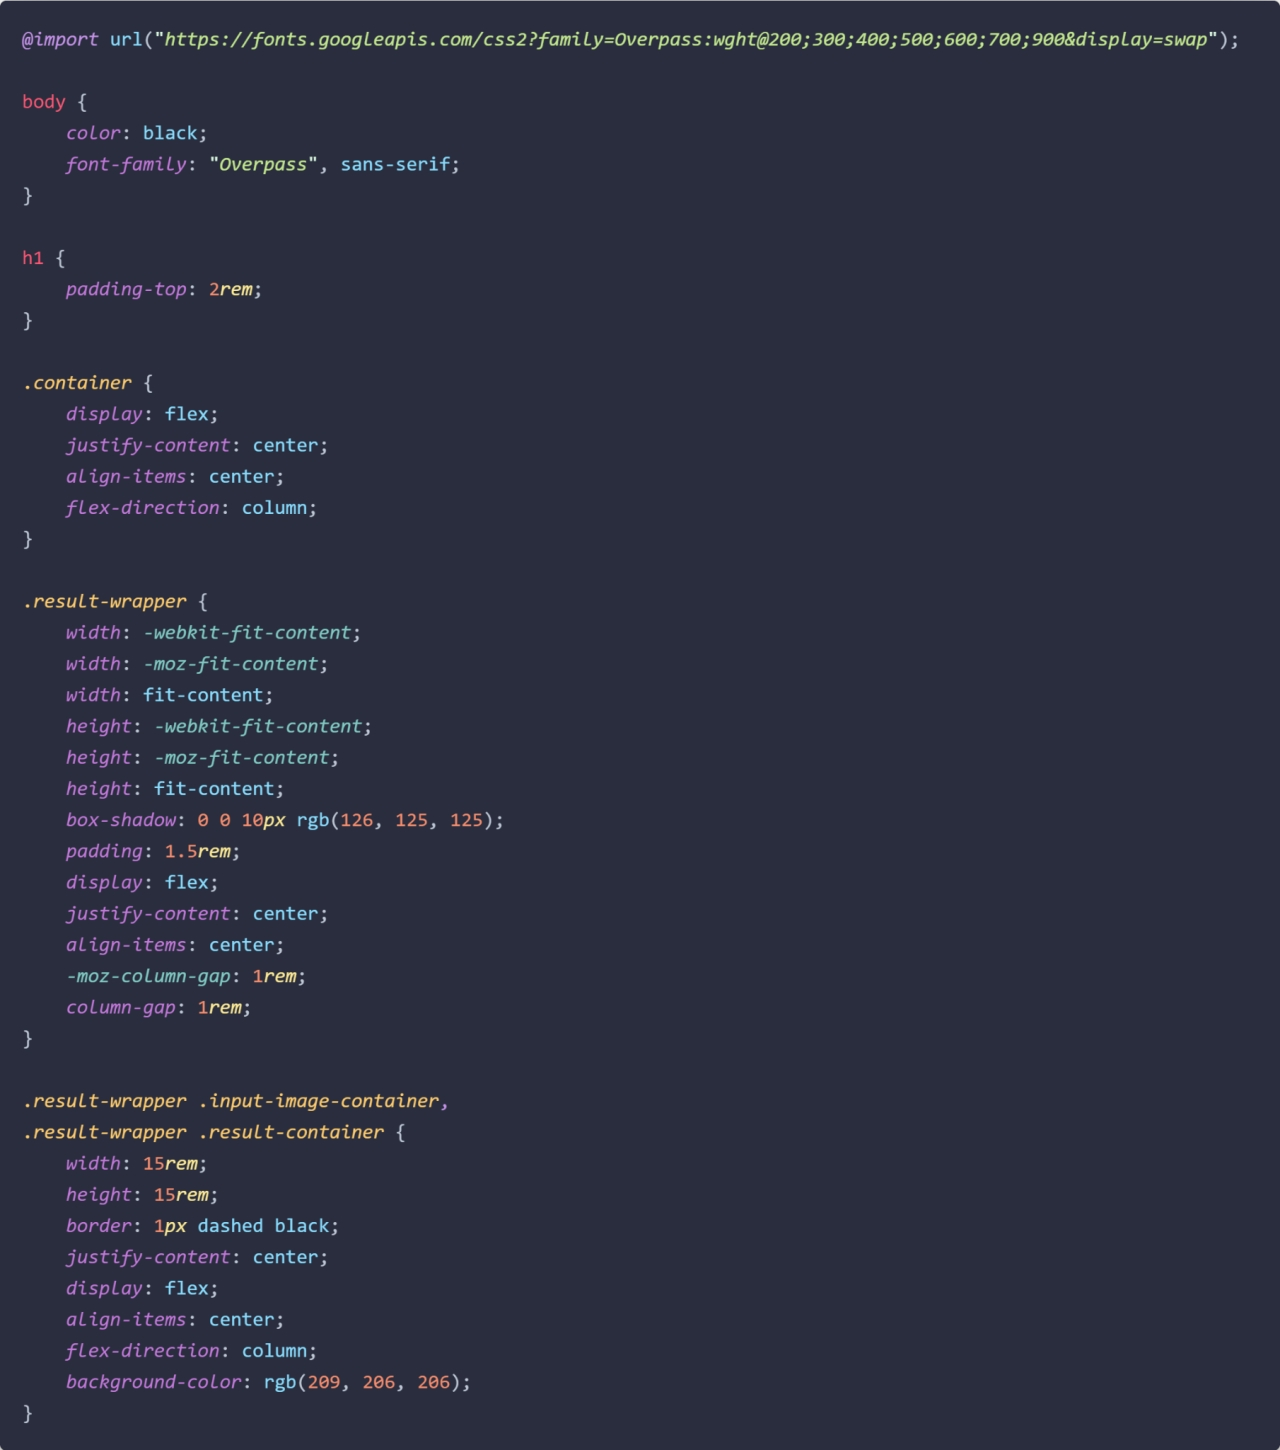 @import url("https://fonts.googleapis.com/css2?family=Overpass:wght@200;300;400;500;600;700;900&display=swap");

body {
    color: black;
    font-family: "Overpass", sans-serif;
}

h1 {
    padding-top: 2rem;
}

.container {
    display: flex;
    justify-content: center;
    align-items: center;
    flex-direction: column;
}

.result-wrapper {
    width: -webkit-fit-content;
    width: -moz-fit-content;
    width: fit-content;
    height: -webkit-fit-content;
    height: -moz-fit-content;
    height: fit-content;
    box-shadow: 0 0 10px rgb(126, 125, 125);
    padding: 1.5rem;
    display: flex;
    justify-content: center;
    align-items: center;
    -moz-column-gap: 1rem;
    column-gap: 1rem;
}

.result-wrapper .input-image-container,
.result-wrapper .result-container {
    width: 15rem;
    height: 15rem;
    border: 1px dashed black;
    justify-content: center;
    display: flex;
    align-items: center;
    flex-direction: column;
    background-color: rgb(209, 206, 206);
}